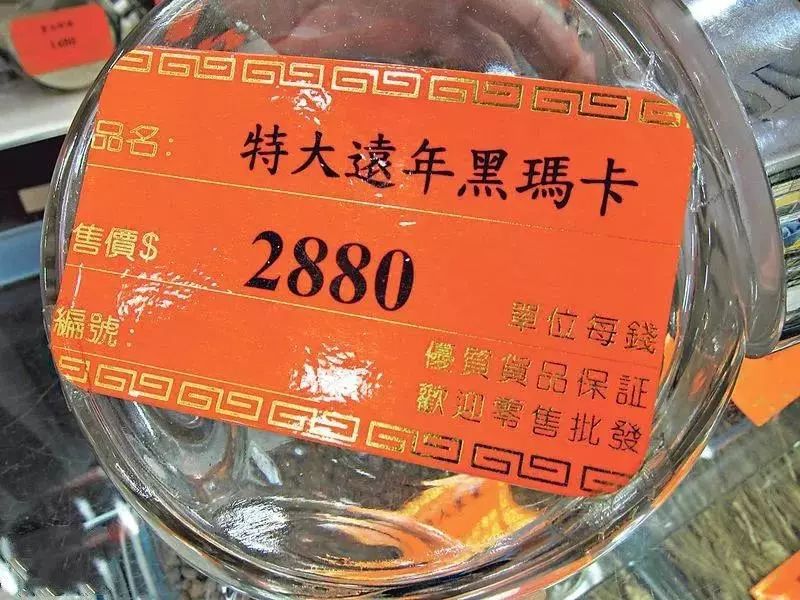 品名: 特大遠年黑瑪卡
售價$ 2880
單位每錢
編號:
優質貨品保証
歡迎零售批發